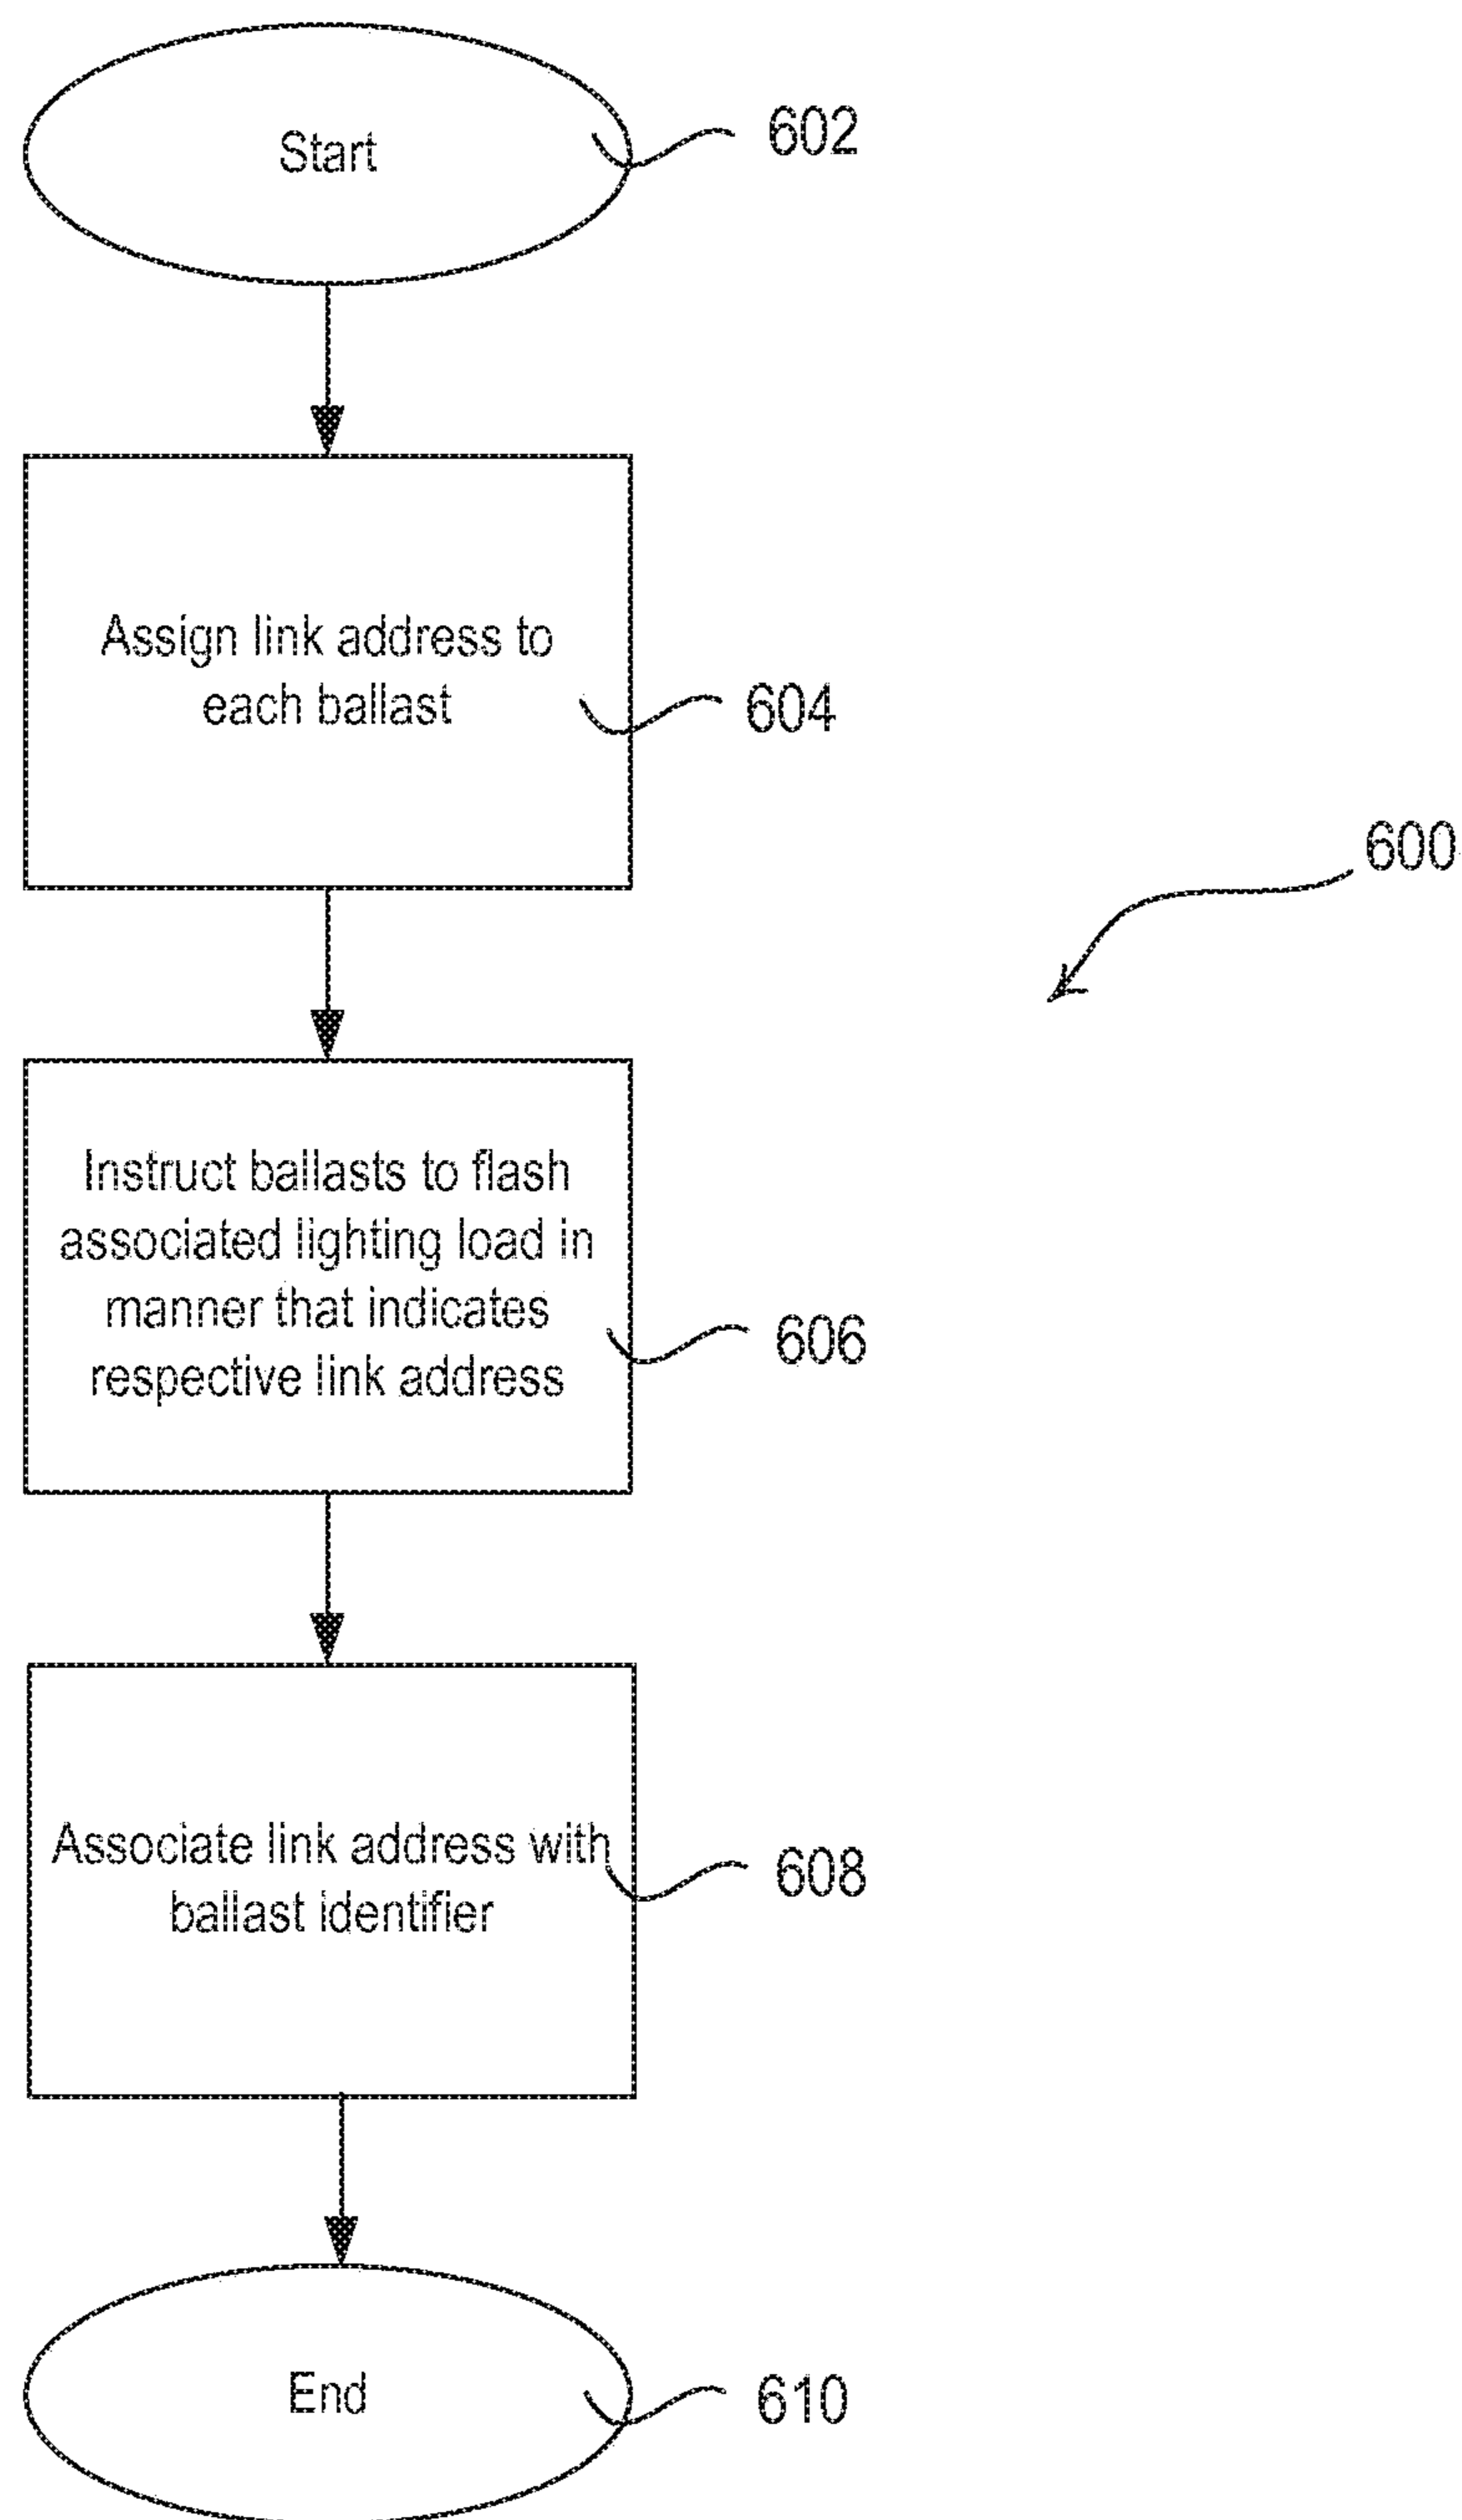 Start
602
Assign link address to
each ballast
604
600
Instruct ballasts to flash
associated lighting load in
manner that indicates
respective link address
606
Associate link address with
ballast identifier
608
End
610